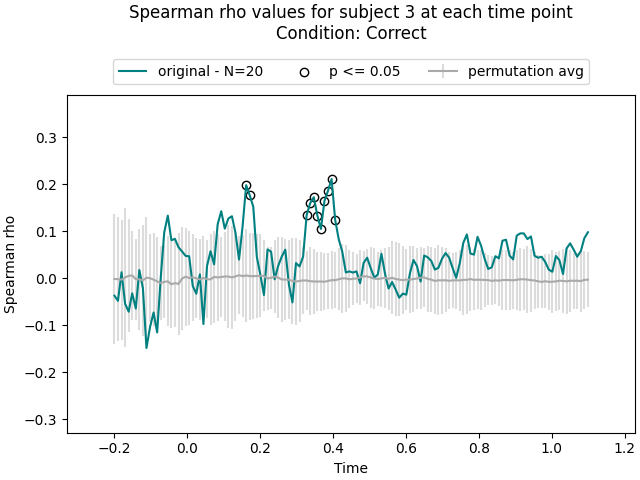 Spearman rho values for subject 3 at each time point
Condition: Correct
original - N=20
p <= 0.05
permutation avg
Spearman rho
0.3
0.2
0.1
0.0
−0.1
−0.2
−0.3
−0.2
0.0
0.2
0.4
0.6
0.8
1.0
1.2
Time